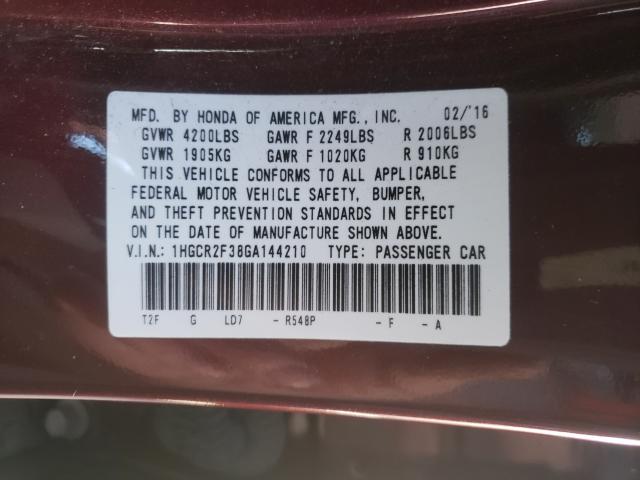 MFD. BY HONDA OF AMERICA MFG., INC. 02/'16
GVWR 4200LBS GAWR F 2249LBS R 2006LBS
GVWR 1905KG GAWR F 1020KG R 910KG
THIS VEHICLE CONFORMS TO ALL APPLICABLE
FEDERAL MOTOR VEHICLE SAFETY, BUMPER,
AND THEFT PREVENTION STANDARDS IN EFFECT
ON THE DATE OF MANUFACTURE SHOWN ABOVE.
V.I.N.: 1HGCR2F38GA144210 TYPE: PASSENGER CAR
T2F G LD7 - R548P - F - A